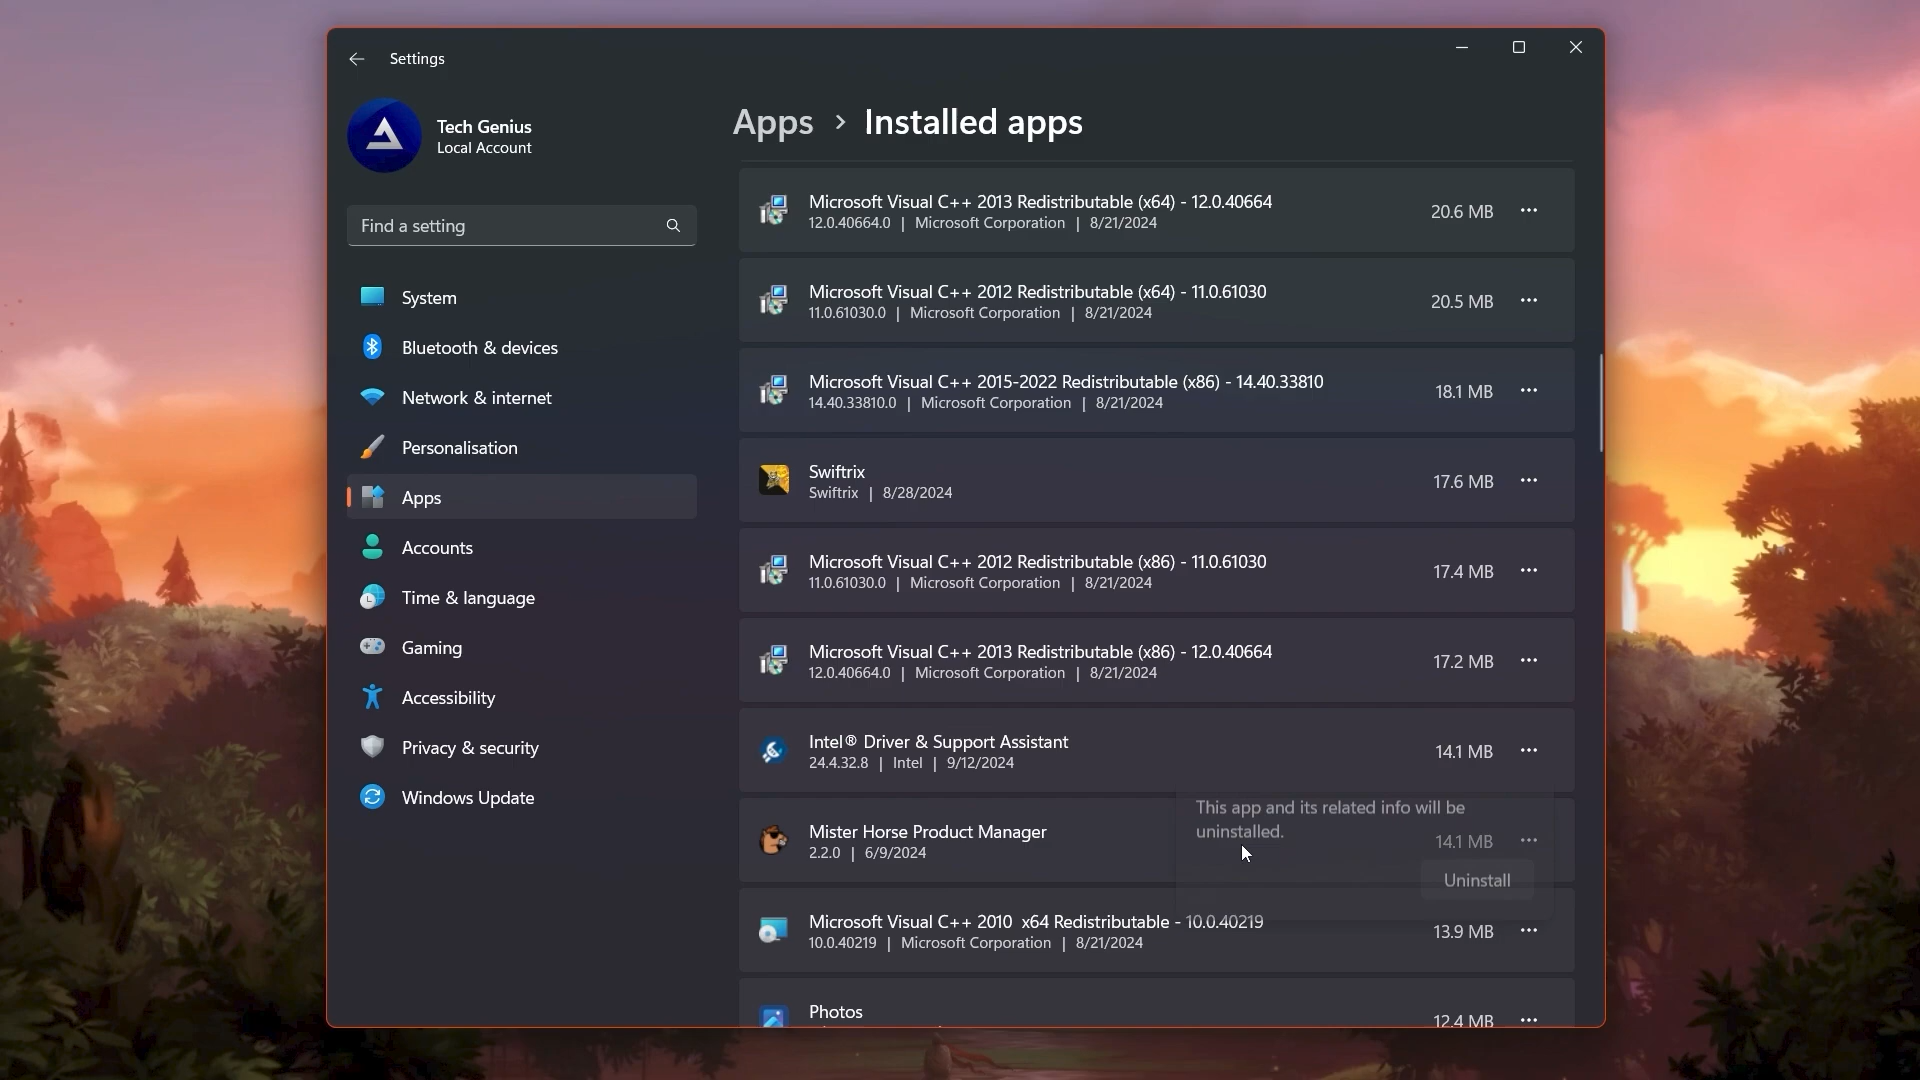 Settings
Tech Genius
Local Account
Find a setting
System
Bluetooth & devices
Network & internet
Personalisation
Apps
Accounts
Time & language
Gaming
Accessibility
Privacy & security
Windows Update
Apps > Installed apps
Microsoft Visual C++ 2013 Redistributable (x64) - 12.0.40664
12.0.40664.0 | Microsoft Corporation | 8/21/2024
20.6 MB
Microsoft Visual C++ 2012 Redistributable (x64) - 11.0.61030
11.0.61030.0 | Microsoft Corporation | 8/21/2024
20.5 MB
Microsoft Visual C++ 2015-2022 Redistributable (x86) - 14.40.33810
14.40.33810.0 | Microsoft Corporation | 8/21/2024
18.1 MB
Swiftrix
Swiftrix | 8/28/2024
17.6 MB
Microsoft Visual C++ 2012 Redistributable (x86) - 11.0.61030
11.0.61030.0 | Microsoft Corporation | 8/21/2024
17.4 MB
Microsoft Visual C++ 2013 Redistributable (x86) - 12.0.40664
12.0.40664.0 | Microsoft Corporation | 8/21/2024
17.2 MB
Intel® Driver & Support Assistant
24.4.32.8 | Intel | 9/12/2024
14.1 MB
This app and its related info will be
uninstalled.
Uninstall
Mister Horse Product Manager
2.2.0 | 6/9/2024
14.1 MB
Microsoft Visual C++ 2010 x64 Redistributable - 10.0.40219
10.0.40219 | Microsoft Corporation | 8/21/2024
13.9 MB
Photos
12.4 MB